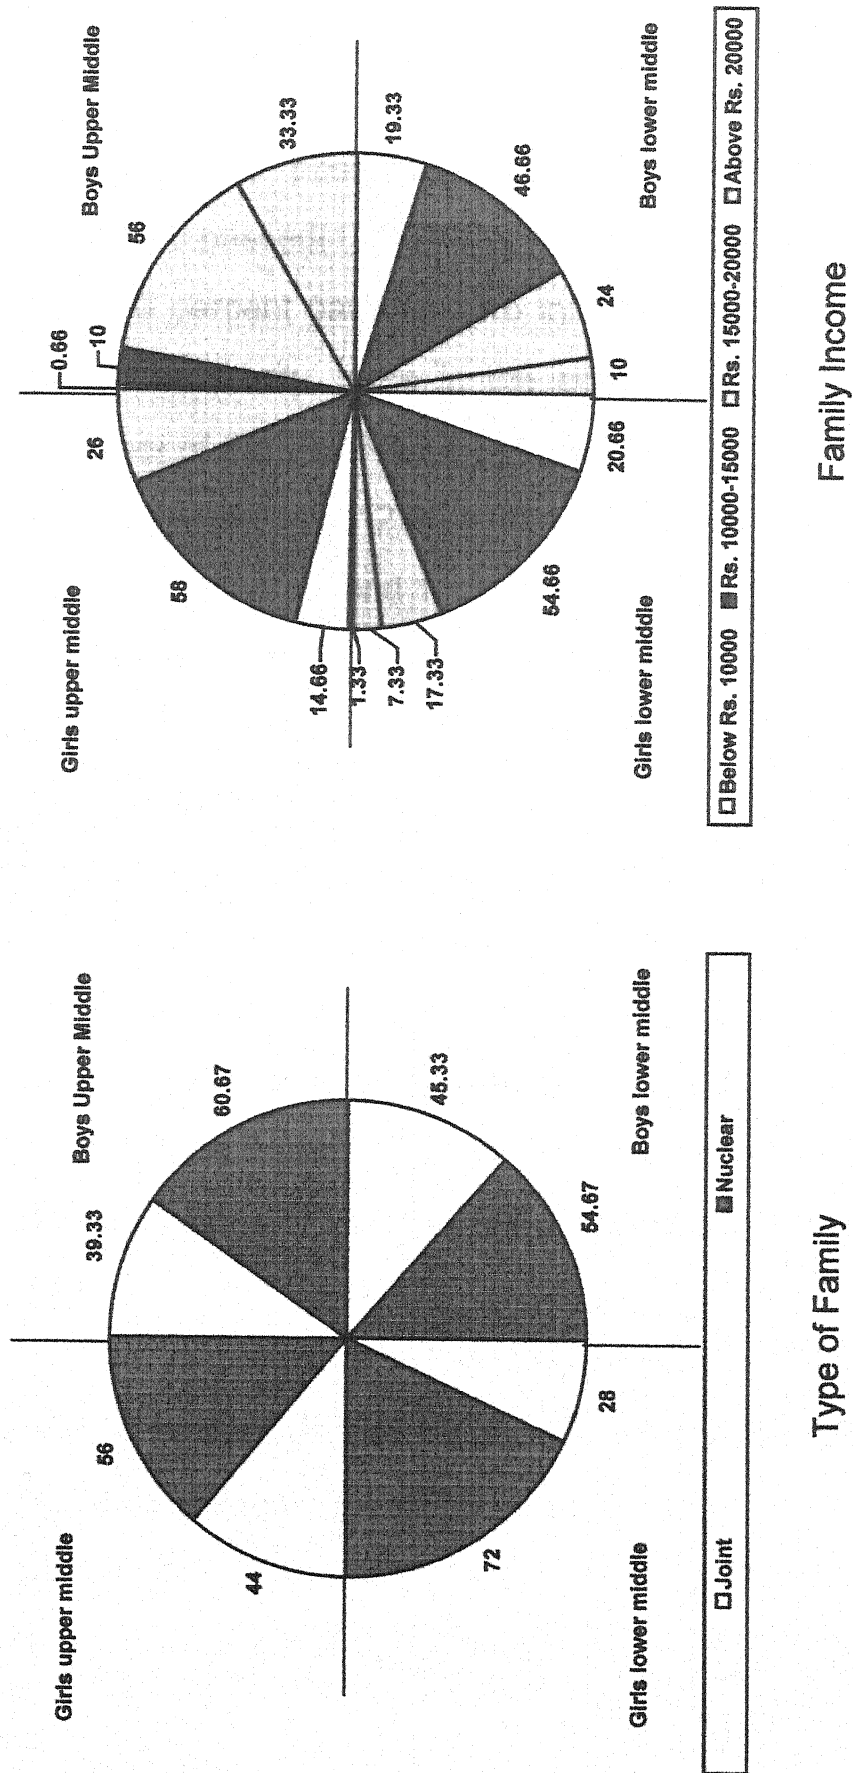 Girls upper middle
Boys Upper Middle
56
39.33
60.67
44
45.33
72
54.67
28
Girls lower middle
Boys lower middle
Joint Nuclear
Type of Family
Girls upper middle
Boys Upper Middle
0.66
10
26
56
58
33.33
14.66
1.33
7.33
17.33
19.33
46.66
54.66
24
20.66
10
Girls lower middle
Boys lower middle
Below Rs. 10000 Rs. 10000-15000 Rs. 15000-20000 Above Rs. 20000
Family Income